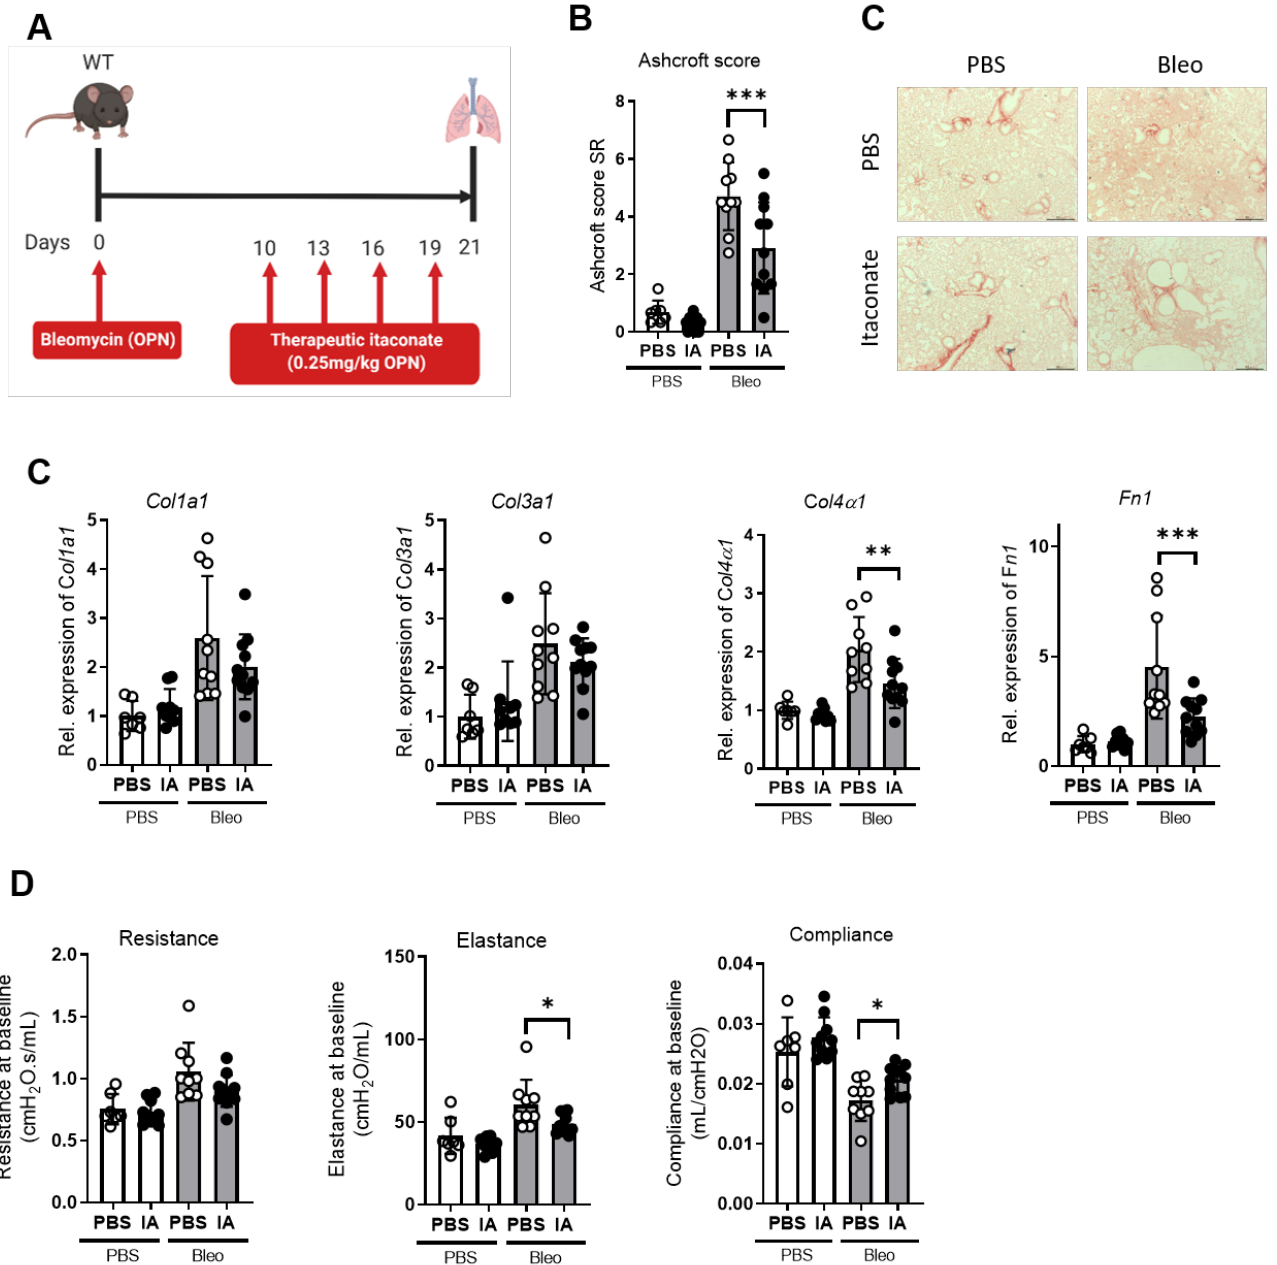 A
WT
Days 0 10 13 16 19 21
Bleomycin (OPN)
Therapeutic itaconate
(0.25mg/kg OPN)
B
Ashcroft score
***
Ashcroft score SR
8
6
4
2
0
PBS IA PBS IA
PBS Bleo
C
PBS Bleo
PBS
Itaconate
C
Col1a1
Rel. expression of Col1a1
5
4
3
2
1
0
PBS IA PBS IA
PBS Bleo
Col3a1
Rel. expression of Col3a1
5
4
3
2
1
0
PBS IA PBS IA
PBS Bleo
Col4α1
**
Rel. expression of Col4α1
4
3
2
1
0
PBS IA PBS IA
PBS Bleo
Fn1
***
Rel. expression of Fn1
10
5
0
PBS IA PBS IA
PBS Bleo
D
Resistance
Resistance at baseline
(cmH2O.s/mL)
2.0
1.5
1.0
0.5
0.0
PBS IA PBS IA
PBS Bleo
Elastance
*
Elastance at baseline
(cmH2O/mL)
150
100
50
0
PBS IA PBS IA
PBS Bleo
Compliance
*
Compliance at baseline
(mL/cmH2O)
0.04
0.03
0.02
0.01
0.00
PBS IA PBS IA
PBS Bleo